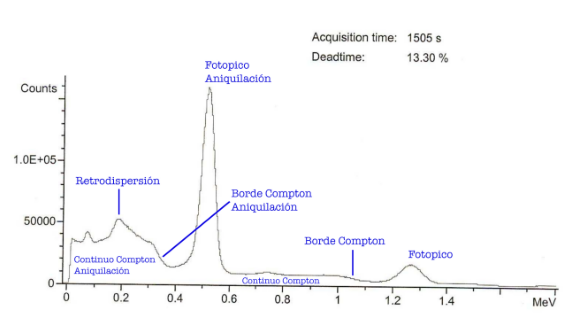 Acquisition time: 1505 s
Deadtime: 13.30 %
Fotopico
Aniquilación
Counts
1.0E+05
Retrodispersión
Borde Compton
Aniquilación
50000
Borde Compton
Fotopico
Continuo Compton
Aniquilación
Continuo Compton
0
0 0.2 0.4 0.6 0.8 1 1.2 1.4 MeV